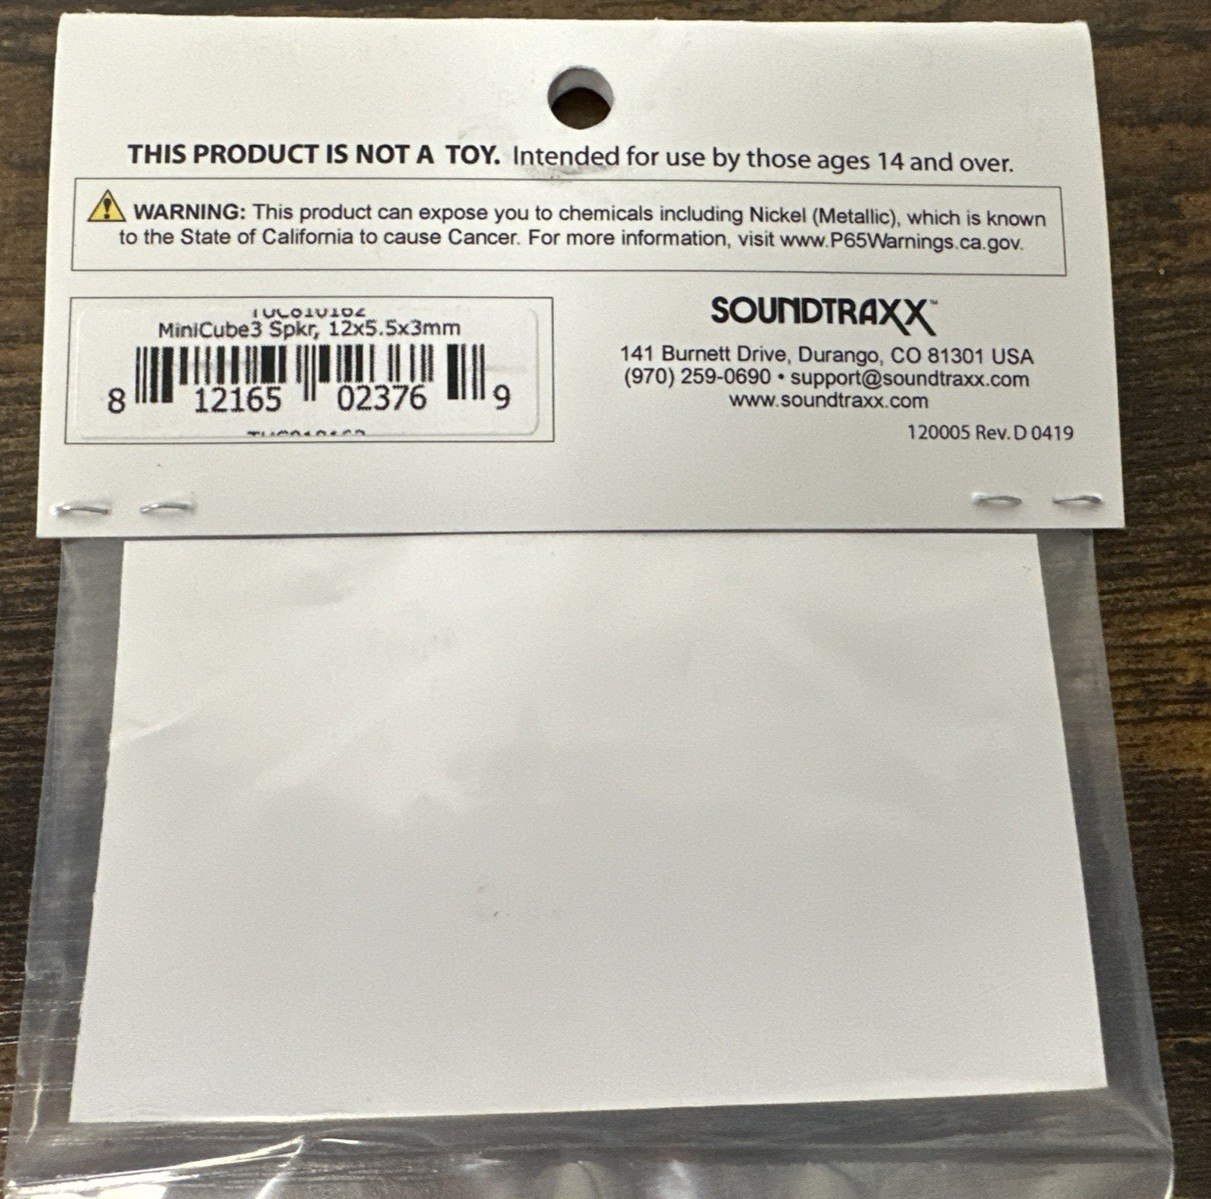 THIS PRODUCT IS NOT A TOY. Intended for use by those ages 14 and over.
WARNING: This product can expose you to chemicals including Nickel (Metallic), which is known
to the State of California to cause Cancer. For more information, visit www.P65Warnings.ca.gov.
MiniCube3 Spkr, 12x5.5x3mm
8 12165 02376 9
SOUNDTRAXX™
141 Burnett Drive, Durango, CO 81301 USA
(970) 259-0690 • support@soundtraxx.com
www.soundtraxx.com
120005 Rev. D 0419